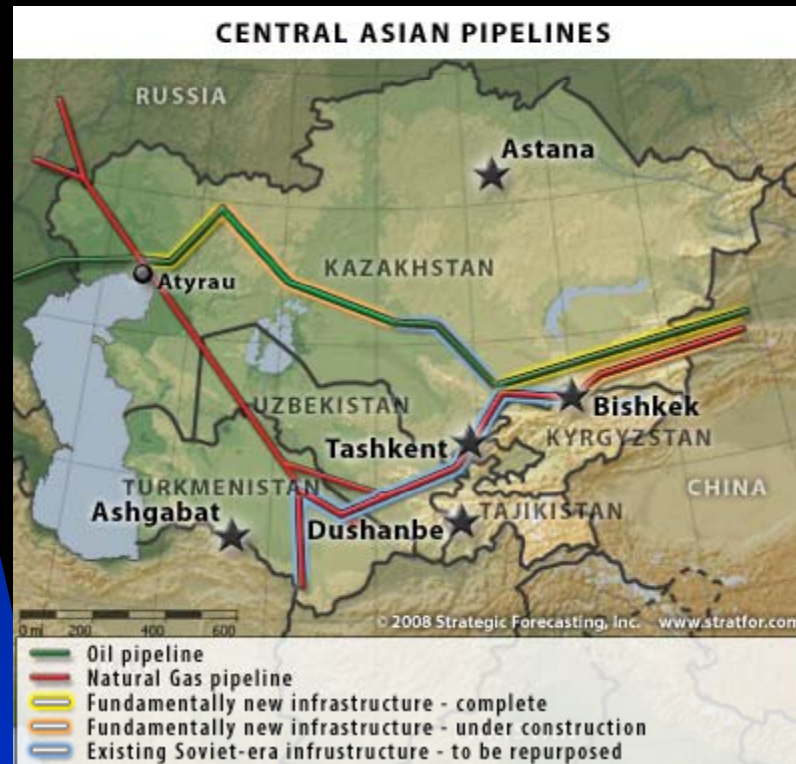 CENTRAL ASIAN PIPELINES
RUSSIA
Astana
KAZAKHSTAN
Atyrau
UZBEKISTAN
Bishkek
Tashkent
KYRGYZSTAN
TURKMENISTAN
CHINA
Ashgabat
Dushanbe
TAJIKISTAN
0 mi 200 400 600
© 2008 Strategic Forecasting, Inc. www.stratfor.com
Oil pipeline
Natural Gas pipeline
Fundamentally new infrastructure - complete
Fundamentally new infrastructure - under construction
Existing Soviet-era infrustructure - to be repurposed